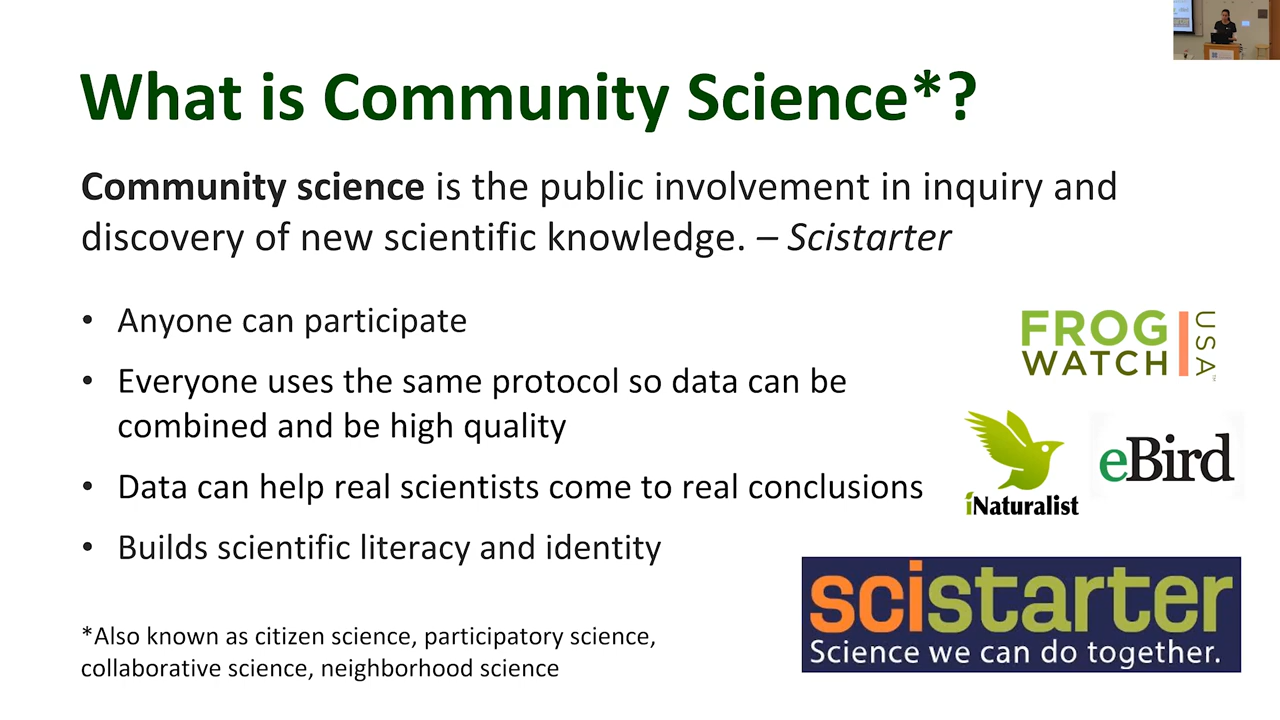 What is Community Science*?
Community science is the public involvement in inquiry and
discovery of new scientific knowledge. – Scistarter
• Anyone can participate
• Everyone uses the same protocol so data can be
combined and be high quality
• Data can help real scientists come to real conclusions
• Builds scientific literacy and identity
*Also known as citizen science, participatory science,
collaborative science, neighborhood science
FROG
WATCH
USA™
iNaturalist
eBird
scistarter
Science we can do together.